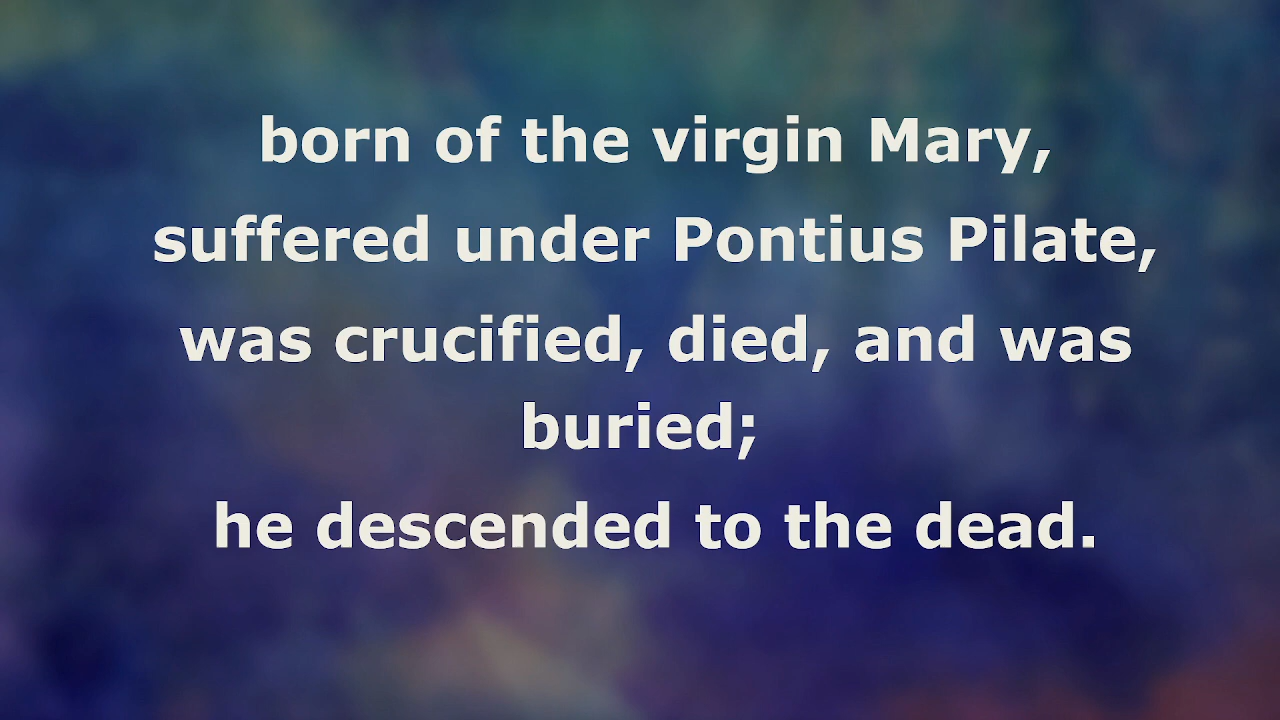 born of the virgin Mary,
suffered under Pontius Pilate,
was crucified, died, and was
buried;
he descended to the dead.